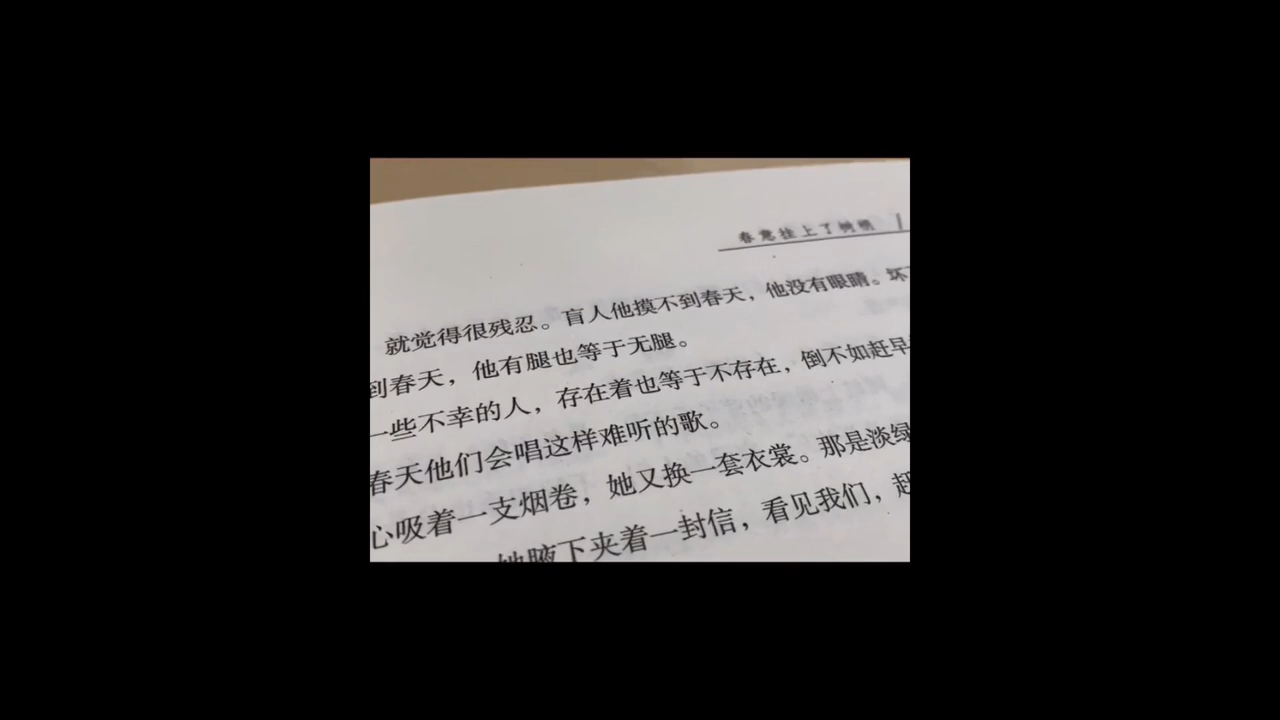 春意挂上了树梢
就觉得很残忍。盲人他摸不到春天，他没有眼睛。坏
到春天，他有腿也等于无腿。
一些不幸的人，存在着也等于不存在，倒不如赶早
春天他们会唱这样难听的歌。
心吸着一支烟卷，她又换一套衣裳。那是淡绿
她腋下夹着一封信，看见我们，赶